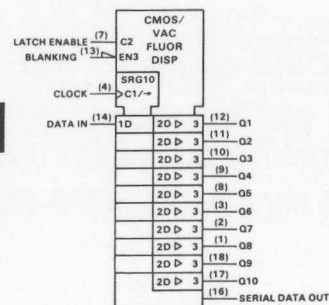 CMOS/
VAC
FLUOR
DISP
LATCH ENABLE (7) C2
BLANKING (13) EN3
SRG10
CLOCK (4) C1/→
DATA IN (14) 1D 2D ▷ 3 (12) Q1
2D ▷ 3 (11) Q2
2D ▷ 3 (10) Q3
2D ▷ 3 (9) Q4
2D ▷ 3 (8) Q5
2D ▷ 3 (3) Q6
2D ▷ 3 (2) Q7
2D ▷ 3 (1) Q8
2D ▷ 3 (18) Q9
2D ▷ 3 (17) Q10
(16) SERIAL DATA OUT